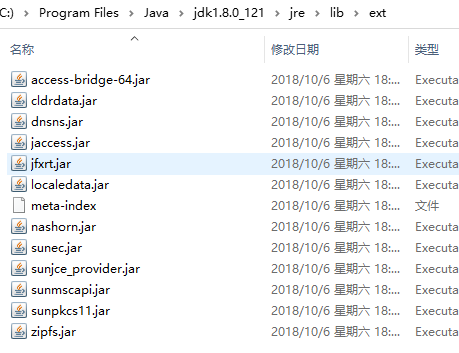 C:) > Program Files > Java > jdk1.8.0_121 > jre > lib > ext
名称 修改日期 类型
access-bridge-64.jar 2018/10/6 星期六 18:... Executa
cldrdata.jar 2018/10/6 星期六 18:... Executa
dnsns.jar 2018/10/6 星期六 18:... Executa
jaccess.jar 2018/10/6 星期六 18:... Executa
jfxrt.jar 2018/10/6 星期六 18:... Executa
localedata.jar 2018/10/6 星期六 18:... Executa
meta-index 2018/10/6 星期六 18:... 文件
nashorn.jar 2018/10/6 星期六 18:... Executa
sunec.jar 2018/10/6 星期六 18:... Executa
sunjce_provider.jar 2018/10/6 星期六 18:... Executa
sunmscapi.jar 2018/10/6 星期六 18:... Executa
sunpkcs11.jar 2018/10/6 星期六 18:... Executa
zipfs.jar 2018/10/6 星期六 18:... Executa